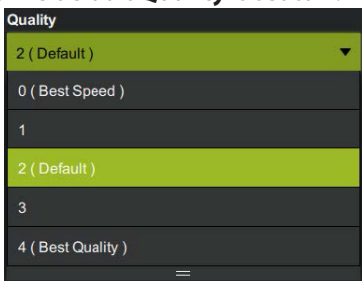 Quality
2 ( Default )
0 ( Best Speed )
1
2 ( Default )
3
4 ( Best Quality )